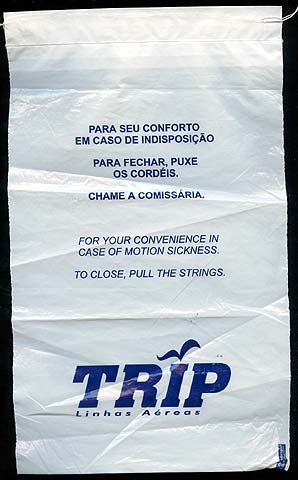 PARA SEU CONFORTO
EM CASO DE INDISPOSIÇÃO
PARA FECHAR, PUXE
OS CORDÉIS.
CHAME A COMISSÁRIA.
FOR YOUR CONVENIENCE IN
CASE OF MOTION SICKNESS.
TO CLOSE, PULL THE STRINGS.
TRIP
Linhas Aéreas